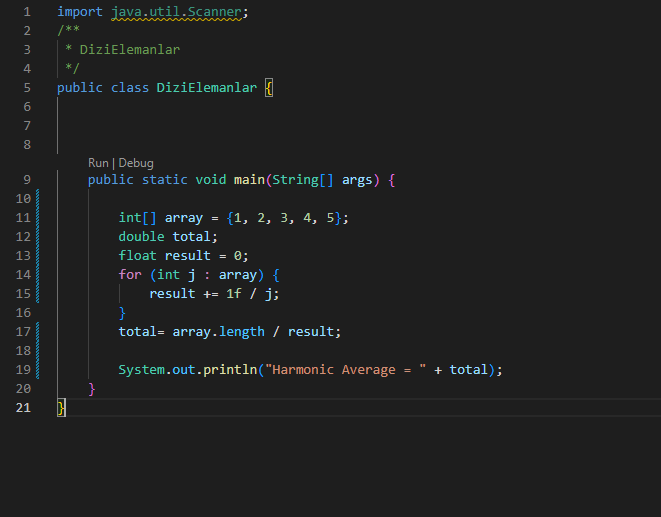 1 import java.util.Scanner;
2 /**
3  * DiziElemanlar
4  */
5 public class DiziElemanlar {
6
7
8
Run | Debug
9     public static void main(String[] args) {
10
11         int[] array = {1, 2, 3, 4, 5};
12         double total;
13         float result = 0;
14         for (int j : array) {
15             result += 1f / j;
16         }
17         total= array.length / result;
18
19         System.out.println("Harmonic Average = " + total);
20     }
21 }